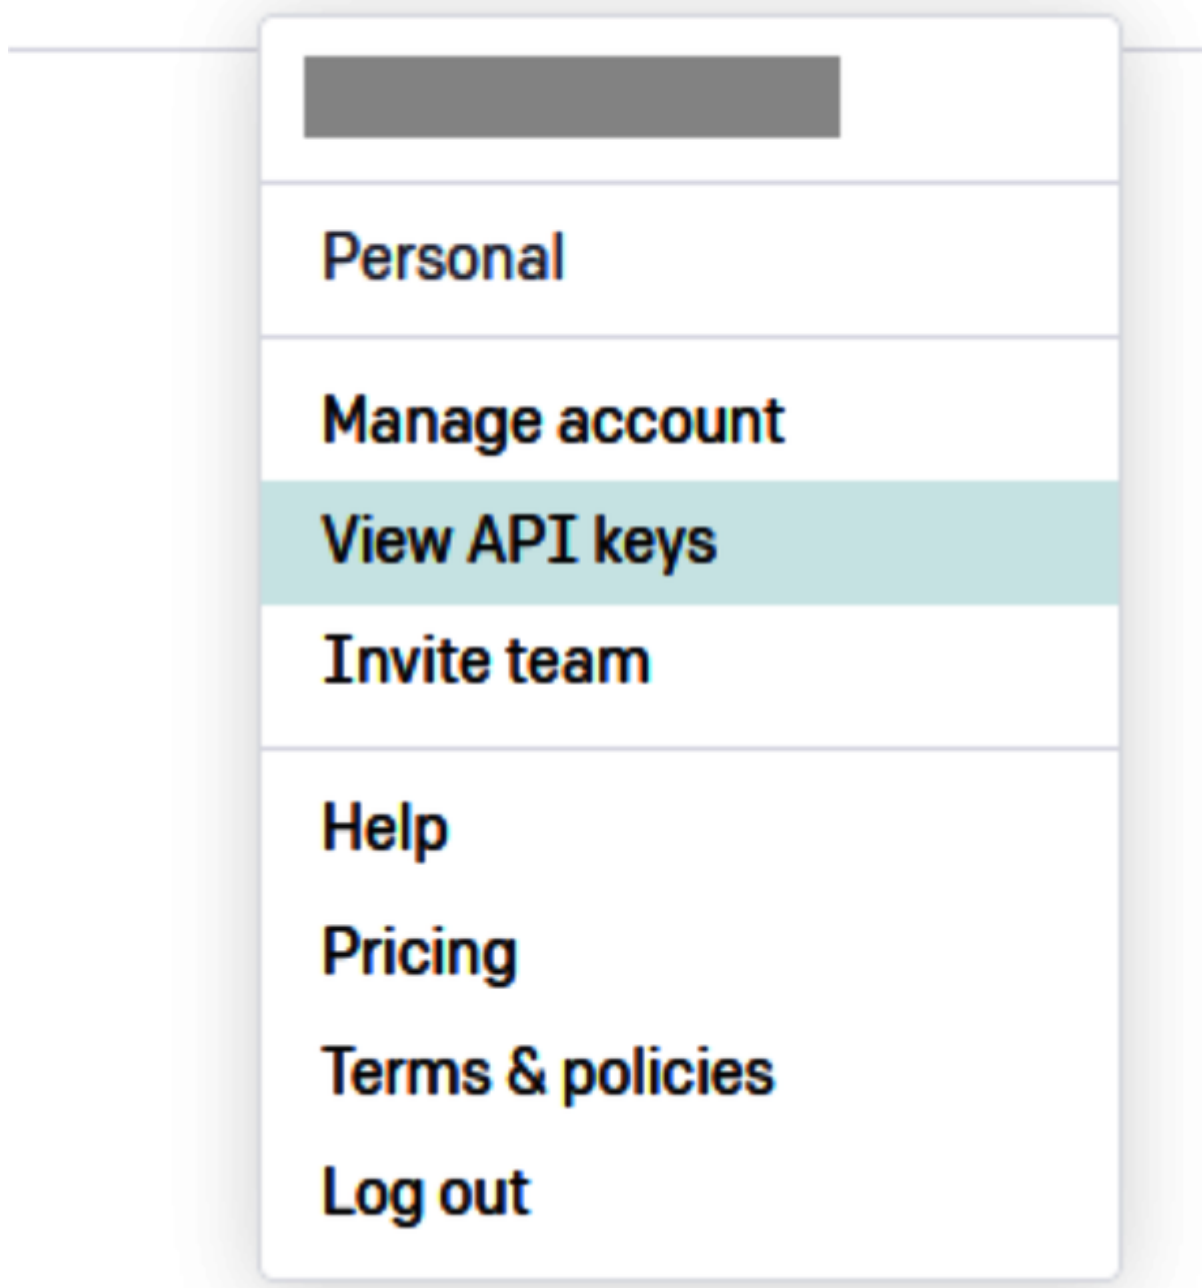 Personal
Manage account
View API keys
Invite team
Help
Pricing
Terms & policies
Log out